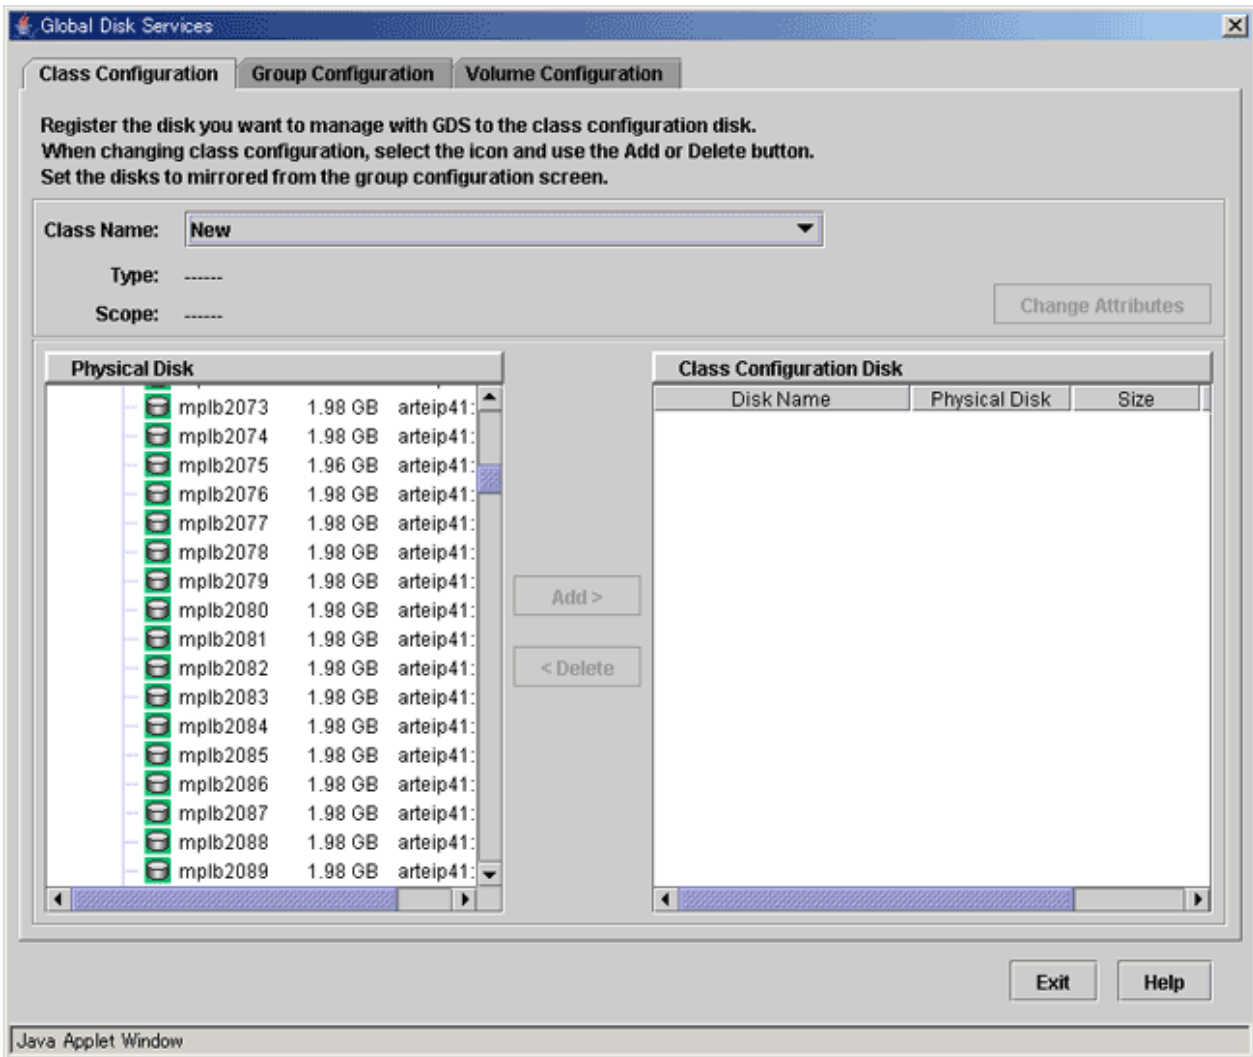 Global Disk Services
Class Configuration Group Configuration Volume Configuration
Register the disk you want to manage with GDS to the class configuration disk.
When changing class configuration, select the icon and use the Add or Delete button.
Set the disks to mirrored from the group configuration screen.
Class Name: New
Type: ------
Scope: ------
Change Attributes
Physical Disk
mplb2073 1.98 GB arteip41:
mplb2074 1.98 GB arteip41:
mplb2075 1.96 GB arteip41:
mplb2076 1.98 GB arteip41:
mplb2077 1.98 GB arteip41:
mplb2078 1.98 GB arteip41:
mplb2079 1.98 GB arteip41:
mplb2080 1.98 GB arteip41:
mplb2081 1.98 GB arteip41:
mplb2082 1.98 GB arteip41:
mplb2083 1.98 GB arteip41:
mplb2084 1.98 GB arteip41:
mplb2085 1.98 GB arteip41:
mplb2086 1.98 GB arteip41:
mplb2087 1.98 GB arteip41:
mplb2088 1.98 GB arteip41:
mplb2089 1.98 GB arteip41:
Add >
< Delete
Class Configuration Disk
Disk Name Physical Disk Size
Exit Help
Java Applet Window